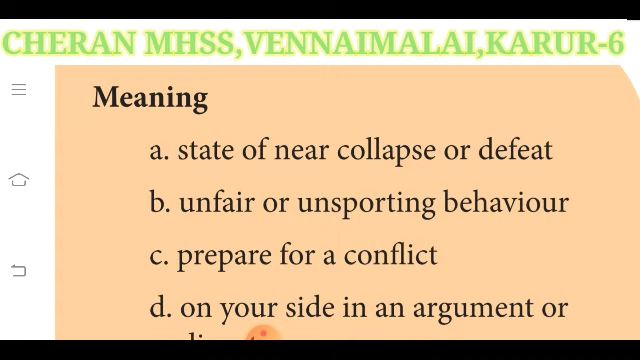 CHERAN MHSS,VENNAIMALAI,KARUR-6
Meaning
a. state of near collapse or defeat
b. unfair or unsporting behaviour
c. prepare for a conflict
d. on your side in an argument or